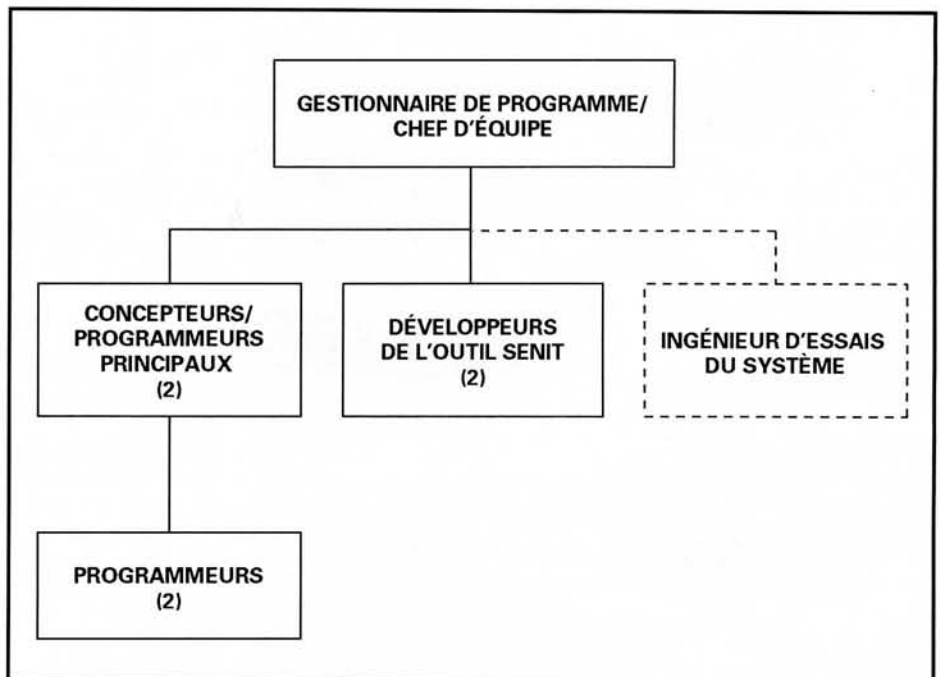 GESTIONNAIRE DE PROGRAMME/
CHEF D'ÉQUIPE
CONCEPTEURS/
PROGRAMMEURS
PRINCIPAUX
(2)
DÉVELOPPEURS
DE L'OUTIL SENIT
(2)
INGÉNIEUR D'ESSAIS
DU SYSTÈME
PROGRAMMEURS
(2)